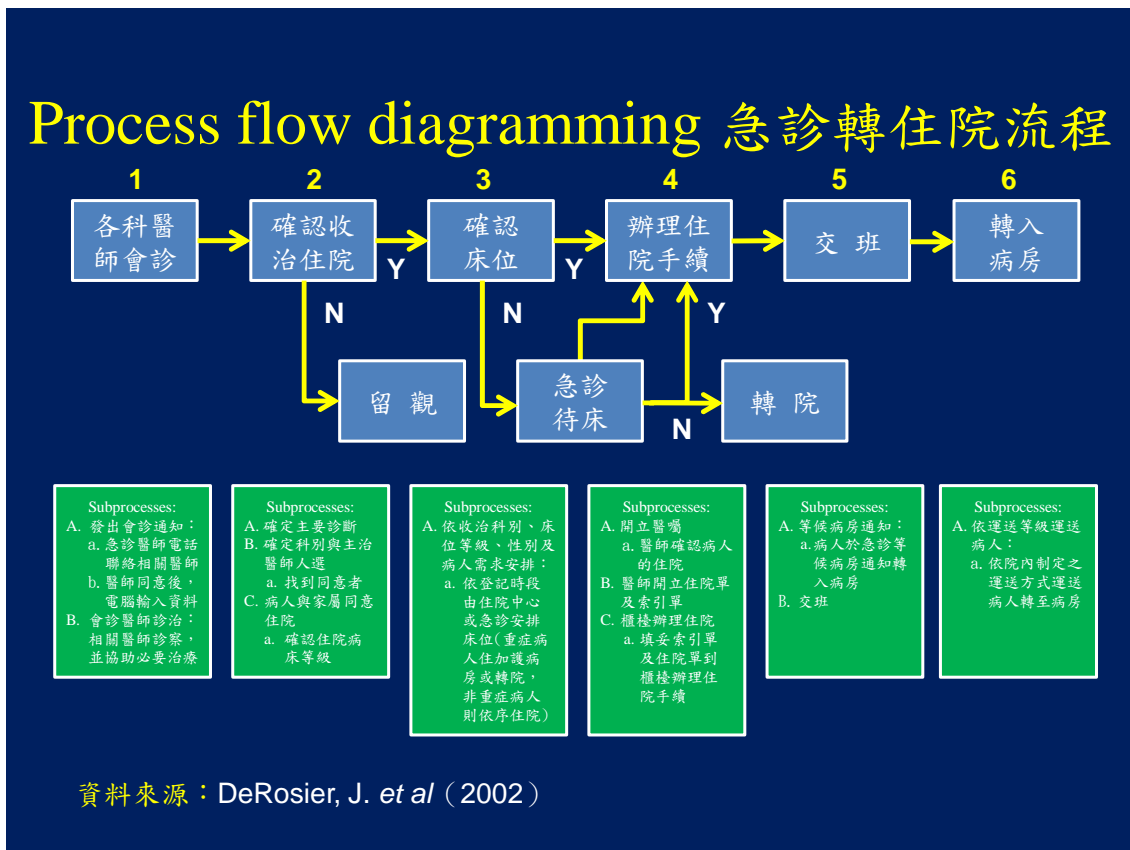 Process flow diagramming 急診轉住院流程
1
2
3
4
5
6
各科醫
師會診
確認收
治住院
確認
床位
辦理住
院手續
交 班
轉入
病房
Y
Y
N
N
Y
留 觀
急診
待床
N
轉 院
Subprocesses:
A. 發出會診通知：
a. 急診醫師電話
聯絡相關醫師
b. 醫師同意後，
電腦輸入資料
B. 會診醫師診治：
相關醫師診察，
並協助必要治療
Subprocesses:
A. 確定主要診斷
B. 確定科別與主治
醫師人選
a. 找到同意者
C. 病人與家屬同意
住院
a. 確認住院病
床等級
Subprocesses:
A. 依收治科別、床
位等級、性別及
病人需求安排：
a. 依登記時段
由住院中心
或急診安排
床位(重症病
人住加護病
房或轉院，
非重症病人
則依序住院)
Subprocesses:
A. 開立醫囑
a. 醫師確認病人
的住院
B. 醫師開立住院單
及索引單
C. 櫃檯辦理住院
a. 填妥索引單
及住院單到
櫃檯辦理住
院手續
Subprocesses:
A. 等候病房通知：
a. 病人於急診等
候病房通知轉
入病房
B. 交班
Subprocesses:
A. 依運送等級運送
病人：
a. 依院內制定之
運送方式運送
病人轉至病房
資料來源：DeRosier, J. et al（2002）